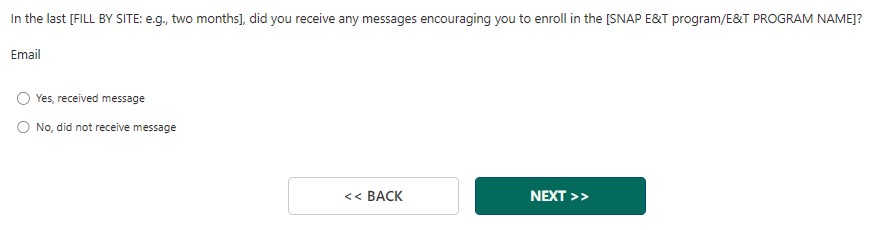 In the last [FILL BY SITE: e.g., two months], did you receive any messages encouraging you to enroll in the [SNAP E&T program/E&T PROGRAM NAME]?
Email
Yes, received message
No, did not receive message
<< BACK
NEXT >>